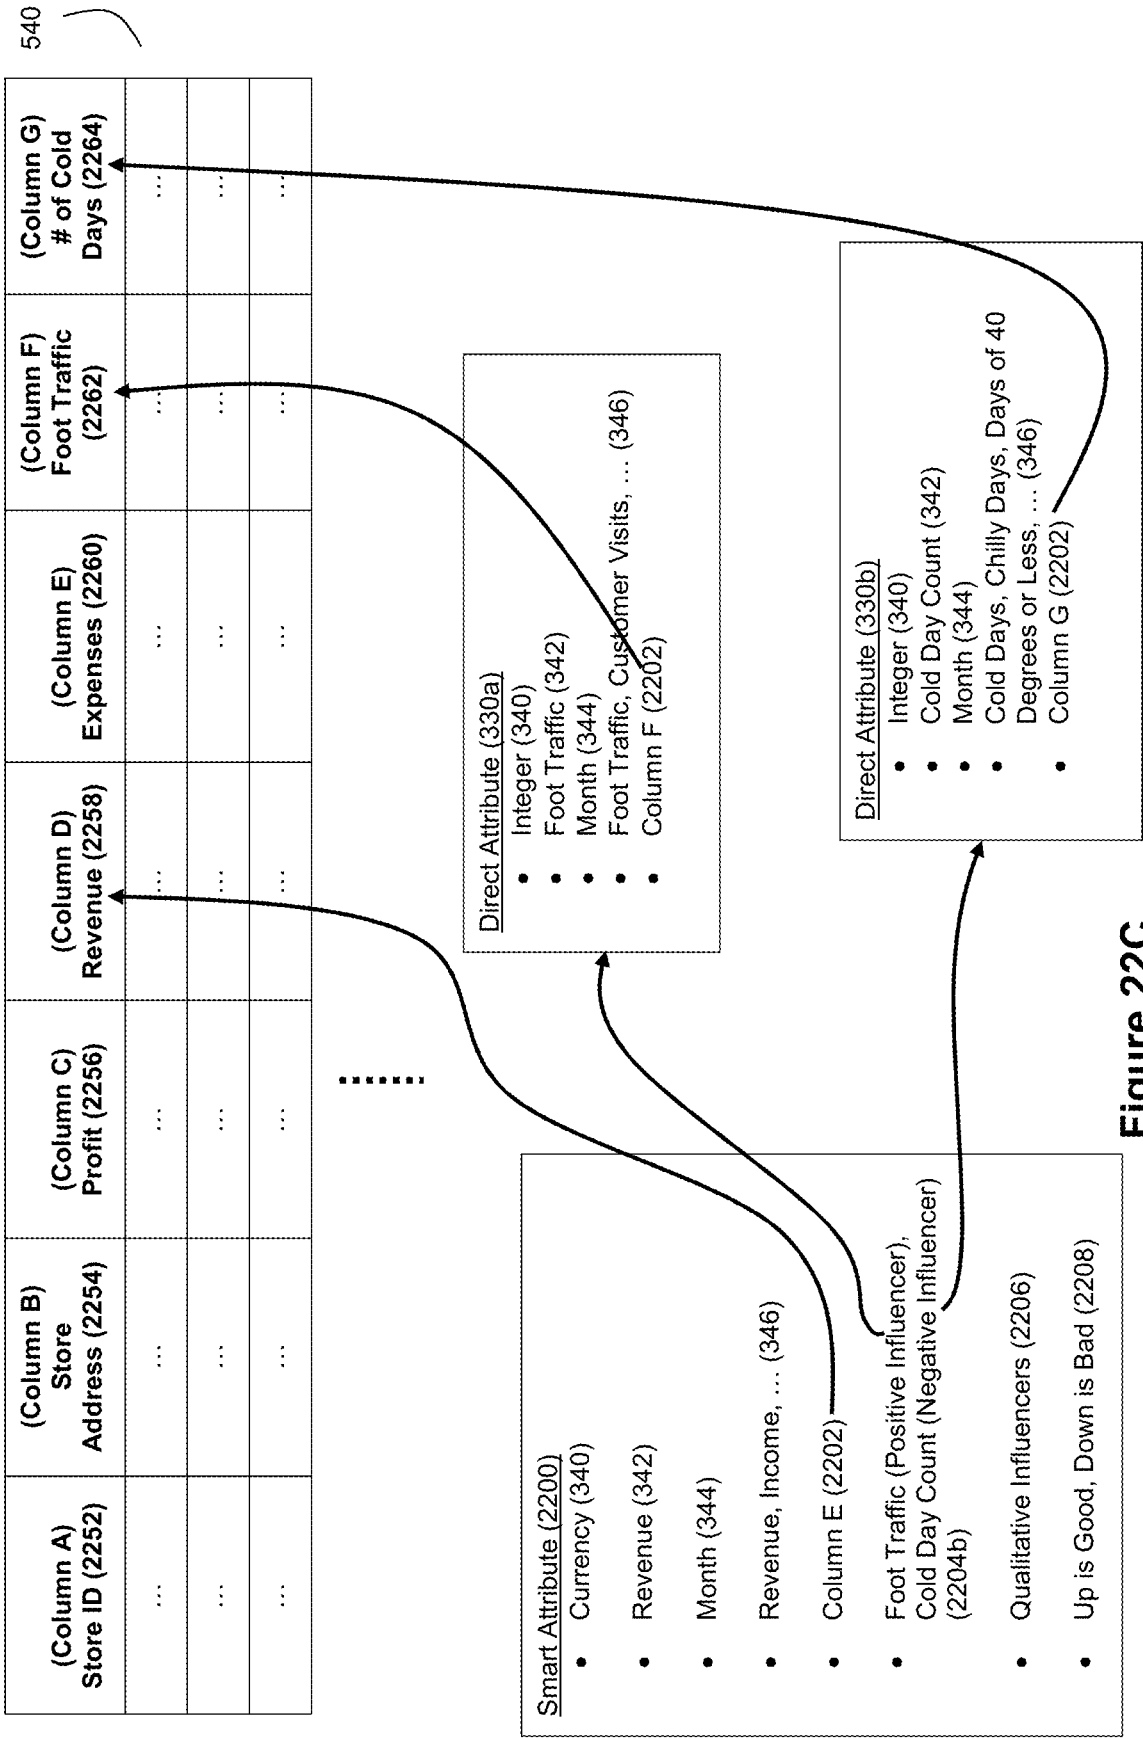 540
(Column A)
Store ID (2252)
(Column B)
Store
Address (2254)
(Column C)
Profit (2256)
(Column D)
Revenue (2258)
(Column E)
Expenses (2260)
(Column F)
Foot Traffic
(2262)
(Column G)
# of Cold
Days (2264)
... ... ... ... ... ... ...
... ... ... ... ... ... ...
... ... ... ... ... ... ...
Smart Attribute (2200)
• Currency (340)
• Revenue (342)
• Month (344)
• Revenue, Income, ... (346)
• Column E (2202)
• Foot Traffic (Positive Influencer),
Cold Day Count (Negative Influencer)
(2204b)
• Qualitative Influencers (2206)
• Up is Good, Down is Bad (2208)
Direct Attribute (330a)
• Integer (340)
• Foot Traffic (342)
• Month (344)
• Foot Traffic, Customer Visits, ... (346)
• Column F (2202)
Direct Attribute (330b)
• Integer (340)
• Cold Day Count (342)
• Month (344)
• Cold Days, Chilly Days, Days of 40
Degrees or Less, ... (346)
• Column G (2202)
Figure 22C